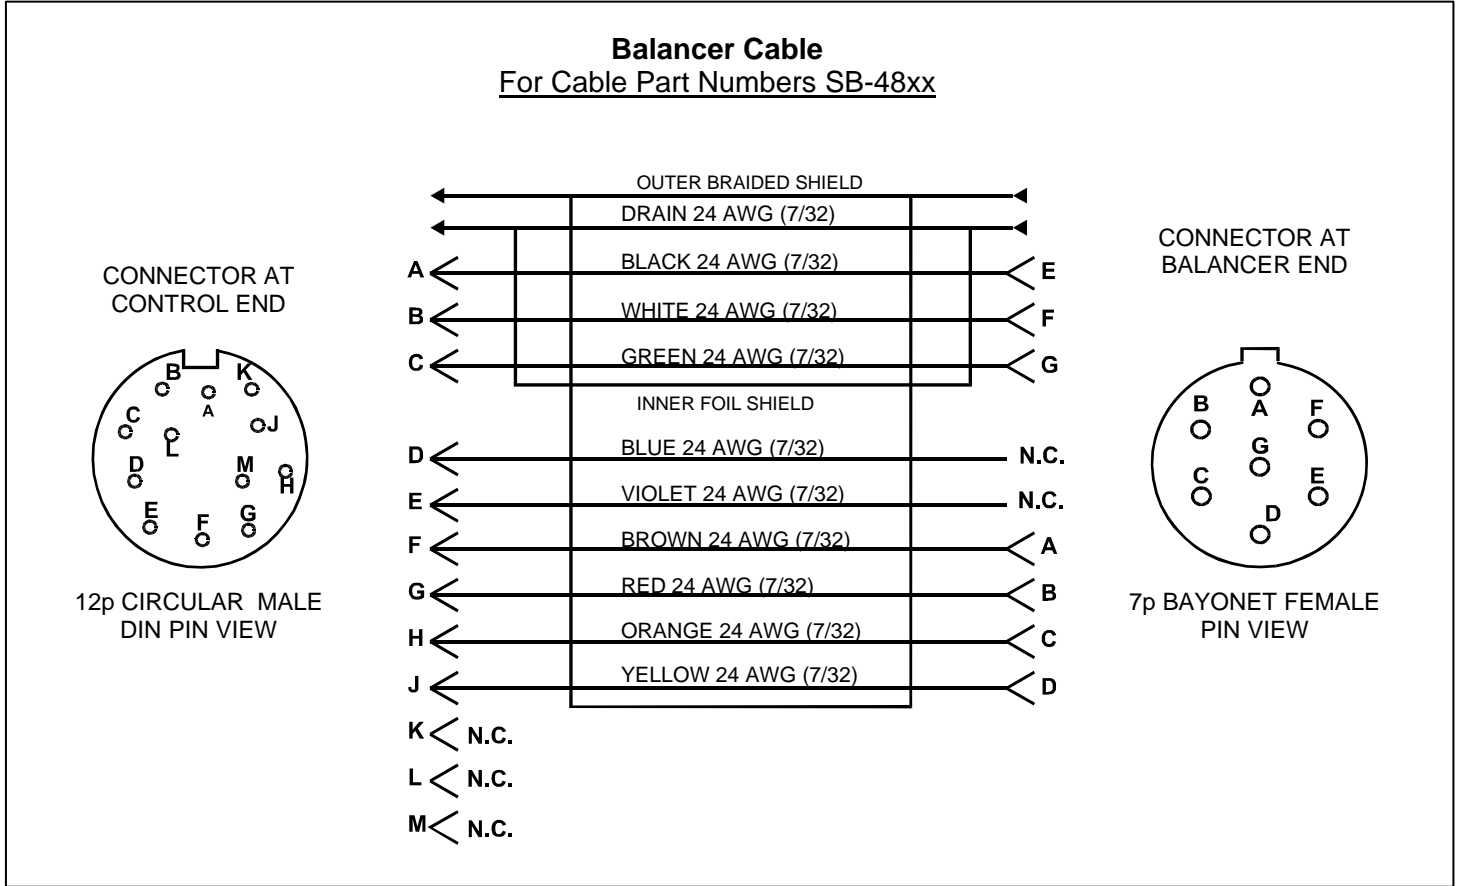 Balancer Cable
For Cable Part Numbers SB-48xx
OUTER BRAIDED SHIELD
DRAIN 24 AWG (7/32)
A BLACK 24 AWG (7/32) E
B WHITE 24 AWG (7/32) F
C GREEN 24 AWG (7/32) G
INNER FOIL SHIELD
D BLUE 24 AWG (7/32) N.C.
E VIOLET 24 AWG (7/32) N.C.
F BROWN 24 AWG (7/32) A
G RED 24 AWG (7/32) B
H ORANGE 24 AWG (7/32) C
J YELLOW 24 AWG (7/32) D
K N.C.
L N.C.
M N.C.
CONNECTOR AT
CONTROL END
B K
A
C J
L
D M H
E F G
12p CIRCULAR MALE
DIN PIN VIEW
CONNECTOR AT
BALANCER END
B A F
G
C E
D
7p BAYONET FEMALE
PIN VIEW